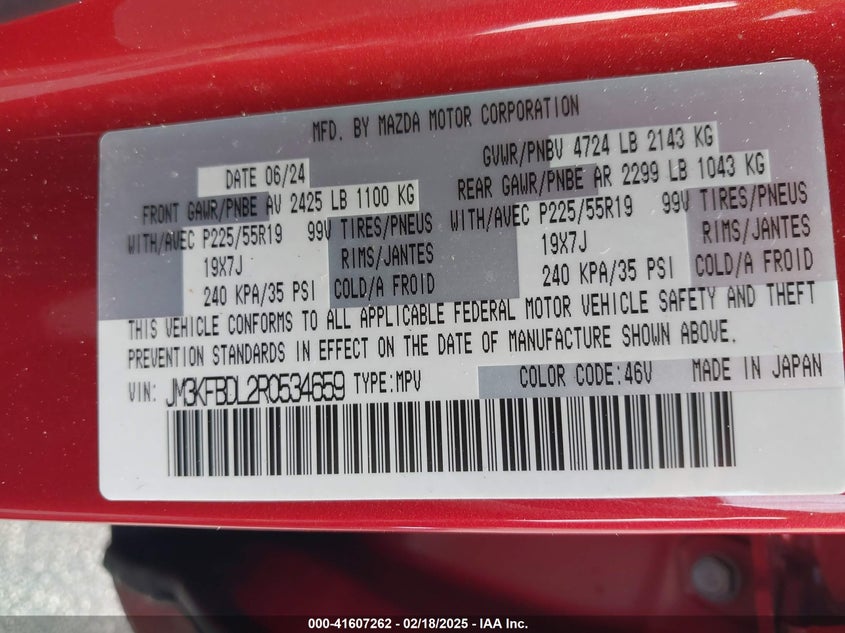 MFD. BY MAZDA MOTOR CORPORATION
DATE 06/24 GVWR/PNBV 4724 LB 2143 KG
FRONT GAWR/PNBE AV 2425 LB 1100 KG REAR GAWR/PNBE AR 2299 LB 1043 KG
WITH/AVEC P225/55R19 99V TIRES/PNEUS WITH/AVEC P225/55R19 99V TIRES/PNEUS
19X7J RIMS/JANTES 19X7J RIMS/JANTES
240 KPA/35 PSI COLD/A FROID 240 KPA/35 PSI COLD/A FROID
THIS VEHICLE CONFORMS TO ALL APPLICABLE FEDERAL MOTOR VEHICLE SAFETY AND THEFT
PREVENTION STANDARDS IN EFFECT ON THE DATE OF MANUFACTURE SHOWN ABOVE.
VIN: JM3KFBDL2R0534659 TYPE:MPV COLOR CODE:46V MADE IN JAPAN
000-41607262 - 02/18/2025 - IAA Inc.